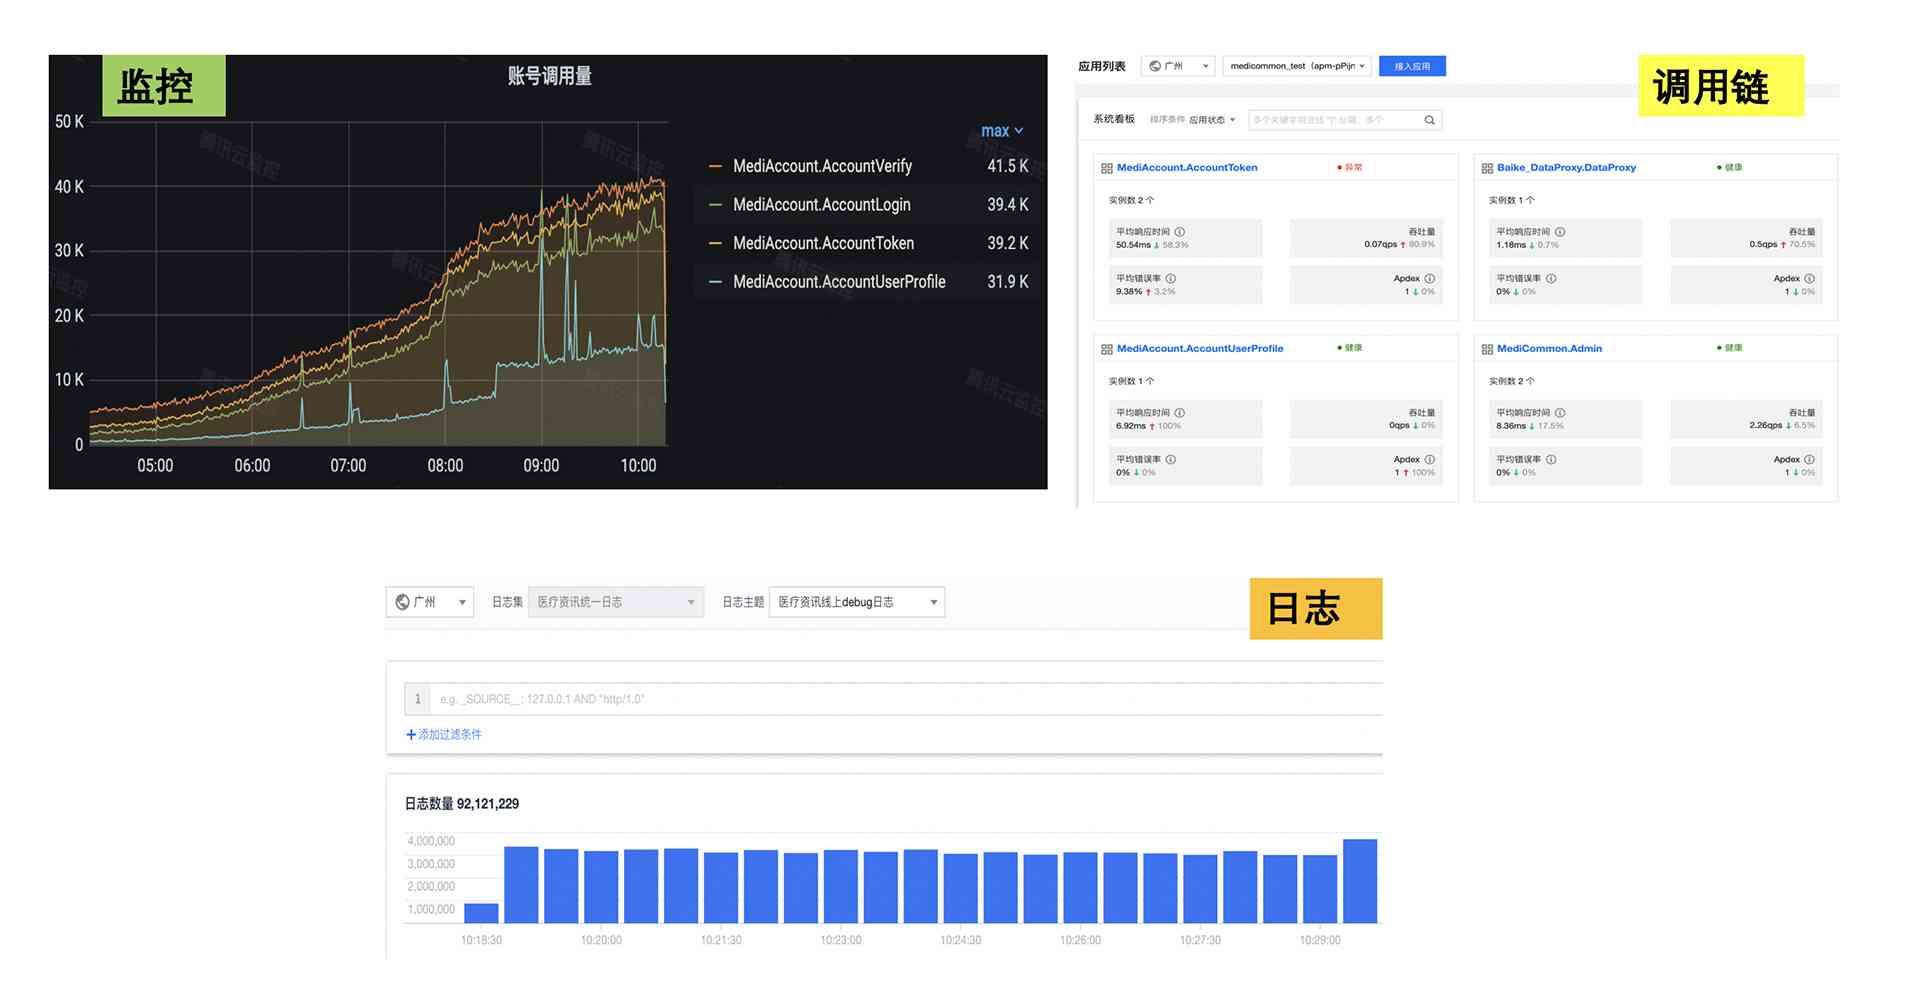 监控
账号调用量
50 K
40 K
30 K
20 K
10 K
0
05:00 06:00 07:00 08:00 09:00 10:00
max
MediAccount.AccountVerify 41.5 K
MediAccount.AccountLogin 39.4 K
MediAccount.AccountToken 39.2 K
MediAccount.AccountUserProfile 31.9 K
腾讯云监控
调用链
应用列表 广州 medicommon_test (apm-pPijn 接入应用
系统看板 排序条件 应用状态
MediAccount.AccountToken 异常
实例数 2 个
平均响应时间 吞吐量
50.54ms ↓ 58.3% 0.07qps ↑ 90.9%
平均错误率 Apdex
9.38% ↑ 3.2% 1 ↓ 0%
Baike_DataProxy.DataProxy 健康
实例数 1 个
平均响应时间 吞吐量
1.18ms ↓ 0.7% 0.5qps ↑ 70.5%
平均错误率 Apdex
0% ↓ 0% 1 ↓ 0%
MediAccount.AccountUserProfile 健康
实例数 1 个
平均响应时间 吞吐量
6.92ms ↑ 100% 0qps ↓ 0%
平均错误率 Apdex
0% ↓ 0% 1 ↑ 100%
MediCommon.Admin 健康
实例数 2 个
平均响应时间 吞吐量
8.36ms ↓ 17.5% 2.26qps ↓ 6.5%
平均错误率 Apdex
0% ↓ 0% 1 ↓ 0%
日志
广州 日志集 医疗资讯统一日志 日志主题 医疗资讯线上debug日志
1 e.g. _SOURCE__: 127.0.0.1 AND "http/1.0"
+添加过滤条件
日志数量 92,121,229
4,000,000
3,000,000
2,000,000
1,000,000
10:18:30 10:20:00 10:21:30 10:23:00 10:24:30 10:26:00 10:27:30 10:29:00